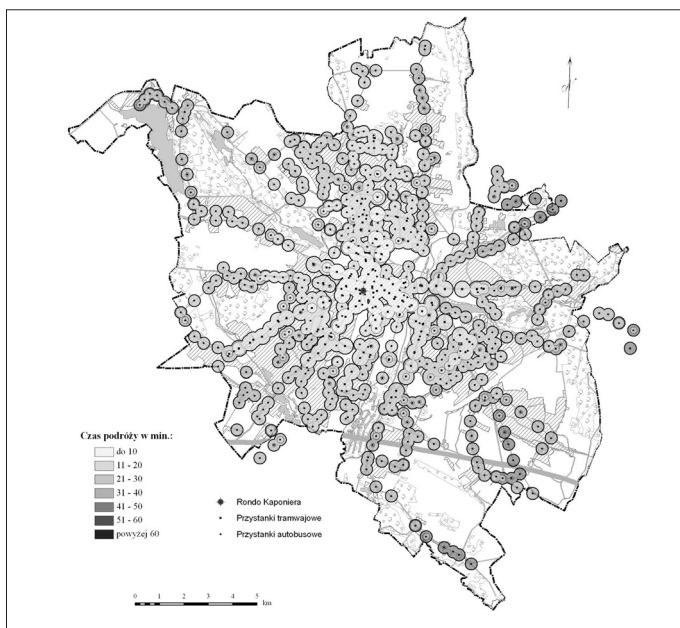 Czas podróży w min.:
do 10
11 - 20
21 - 30
31 - 40
41 - 50
51 - 60
powyżej 60
Rondo Kaponiera
Przystanki tramwajowe
Przystanki autobusowe
0 1 2 3 4 5
km